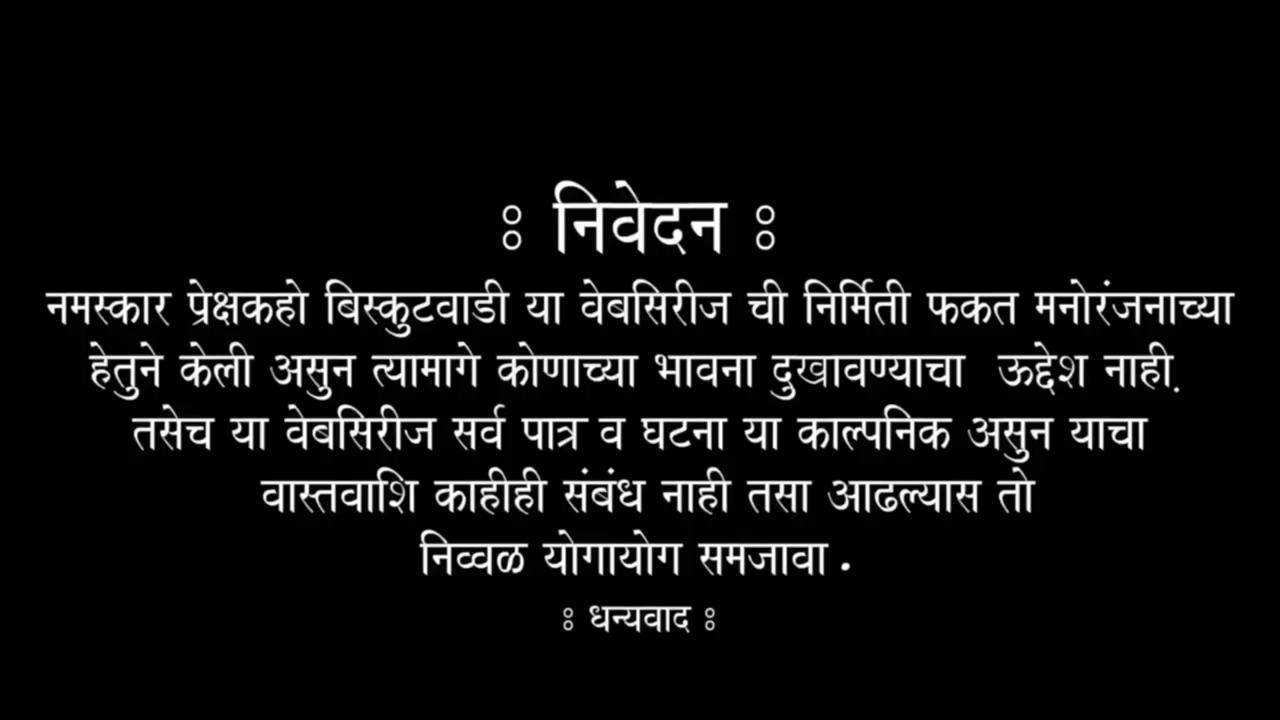 ः निवेदन ः
नमस्कार प्रेक्षकहो बिस्कुटवाडी या वेबसिरीज ची निर्मिती फकत मनोरंजनाच्या
हेतुने केली असुन त्यामागे कोणाच्या भावना दुखावण्याचा ऊद्देश नाही.
तसेच या वेबसिरीज सर्व पात्र व घटना या काल्पनिक असुन याचा
वास्तवाशि काहीही संबंध नाही तसा आढल्यास तो
निव्वळ योगायोग समजावा .
ः धन्यवाद ः